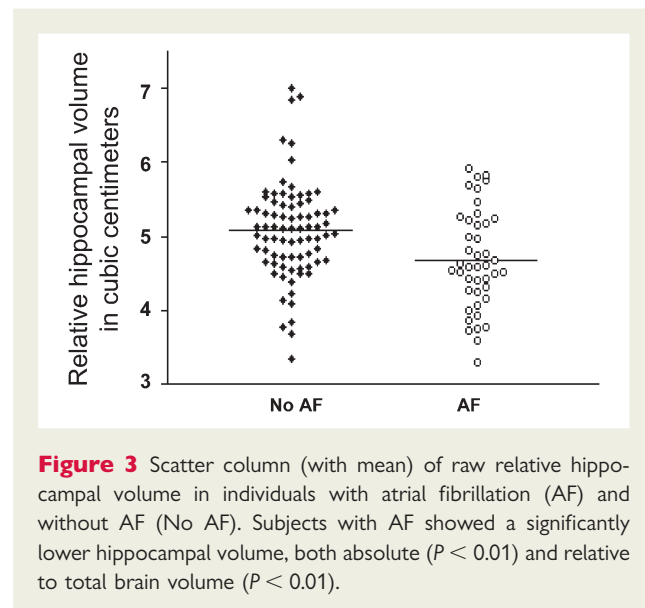 Relative hippocampal volume
in cubic centimeters
7
6
5
4
3
No AF
AF
Figure 3 Scatter column (with mean) of raw relative hippo-
campal volume in individuals with atrial fibrillation (AF) and
without AF (No AF). Subjects with AF showed a significantly
lower hippocampal volume, both absolute (P < 0.01) and relative
to total brain volume (P < 0.01).